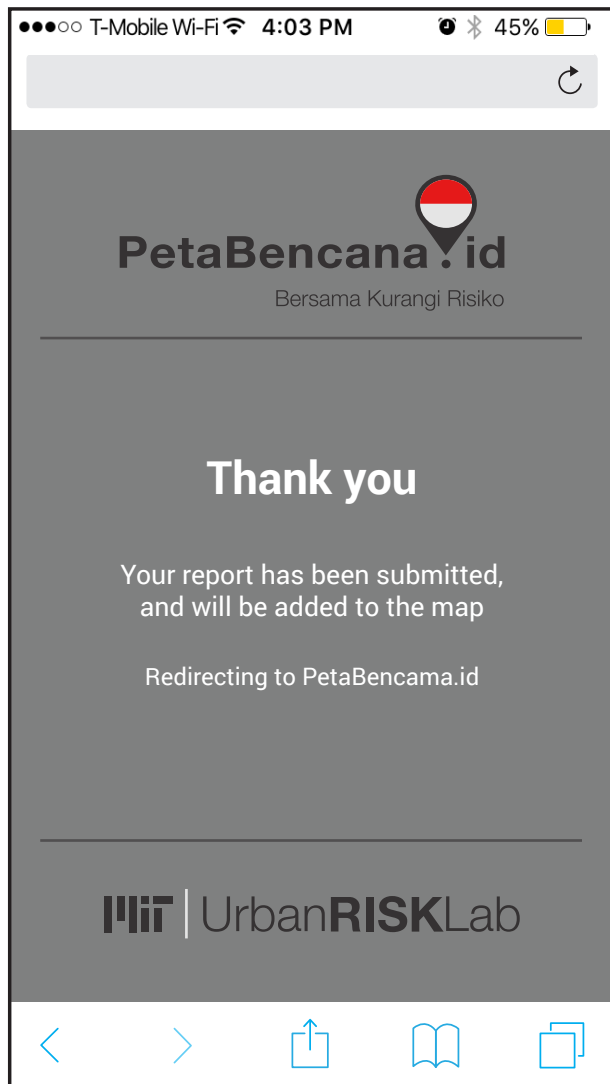 T-Mobile Wi-Fi 4:03 PM 45%
PetaBencana.id
Bersama Kurangi Risiko
Thank you
Your report has been submitted,
and will be added to the map
Redirecting to PetaBencama.id
MIT | UrbanRISKLab